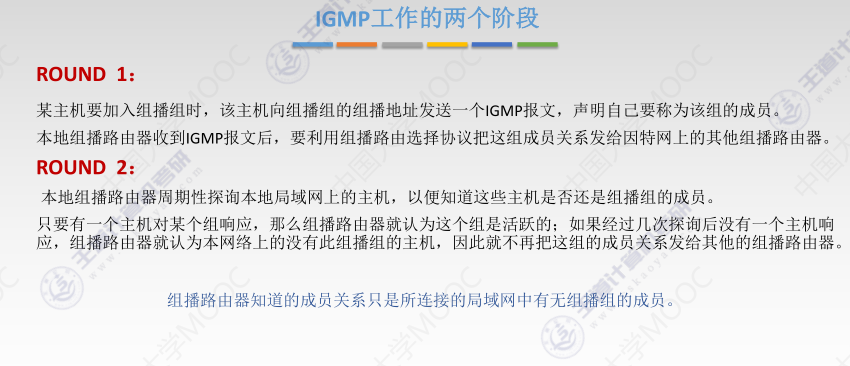 IGMP工作的两个阶段
ROUND 1：
某主机要加入组播组时，该主机向组播组的组播地址发送一个IGMP报文，声明自己要称为该组的成员。
本地组播路由器收到IGMP报文后，要利用组播路由选择协议把这组成员关系发给因特网上的其他组播路由器。
ROUND 2：
本地组播路由器周期性探询本地局域网上的主机，以便知道这些主机是否还是组播组的成员。
只要有一个主机对某个组响应，那么组播路由器就认为这个组是活跃的；如果经过几次探询后没有一个主机响
应，组播路由器就认为本网络上的没有此组播组的主机，因此就不再把这组的成员关系发给其他的组播路由器。
组播路由器知道的成员关系只是所连接的局域网中有无组播组的成员。